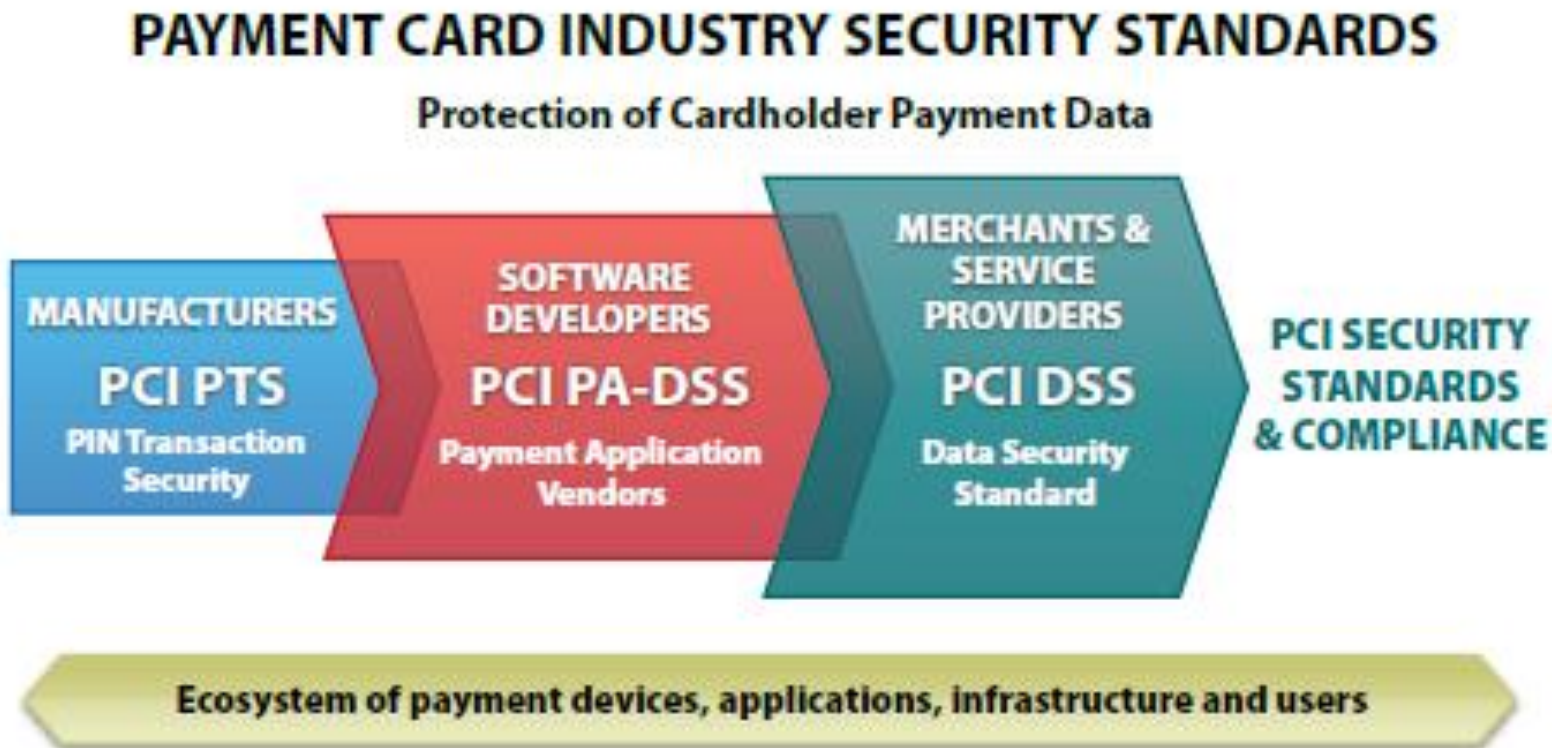 PAYMENT CARD INDUSTRY SECURITY STANDARDS
Protection of Cardholder Payment Data
MANUFACTURERS
PCI PTS
PIN Transaction
Security
SOFTWARE
DEVELOPERS
PCI PA-DSS
Payment Application
Vendors
MERCHANTS &
SERVICE
PROVIDERS
PCI DSS
Data Security
Standard
PCI SECURITY
STANDARDS
& COMPLIANCE
Ecosystem of payment devices, applications, infrastructure and users